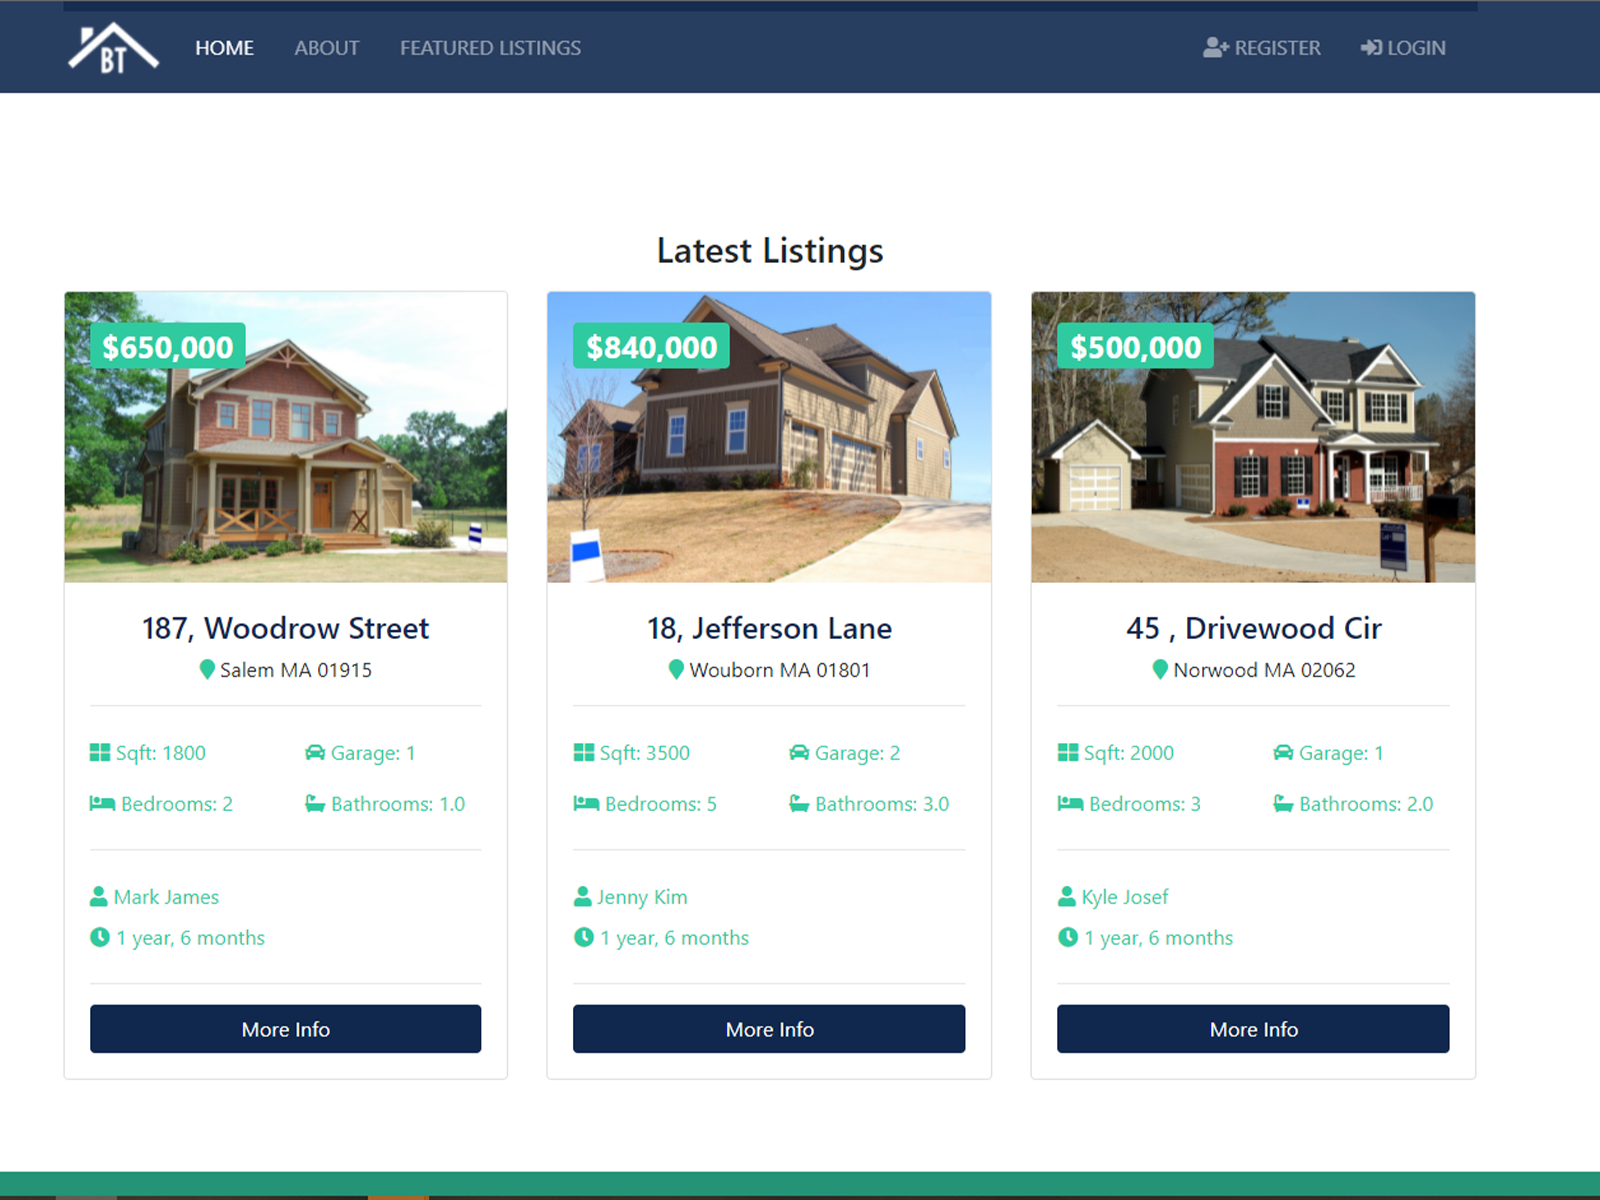 BT HOME ABOUT FEATURED LISTINGS REGISTER LOGIN
Latest Listings
$650,000
187, Woodrow Street
Salem MA 01915
Sqft: 1800 Garage: 1
Bedrooms: 2 Bathrooms: 1.0
Mark James
1 year, 6 months
More Info
$840,000
18, Jefferson Lane
Wouborn MA 01801
Sqft: 3500 Garage: 2
Bedrooms: 5 Bathrooms: 3.0
Jenny Kim
1 year, 6 months
More Info
$500,000
45 , Drivewood Cir
Norwood MA 02062
Sqft: 2000 Garage: 1
Bedrooms: 3 Bathrooms: 2.0
Kyle Josef
1 year, 6 months
More Info